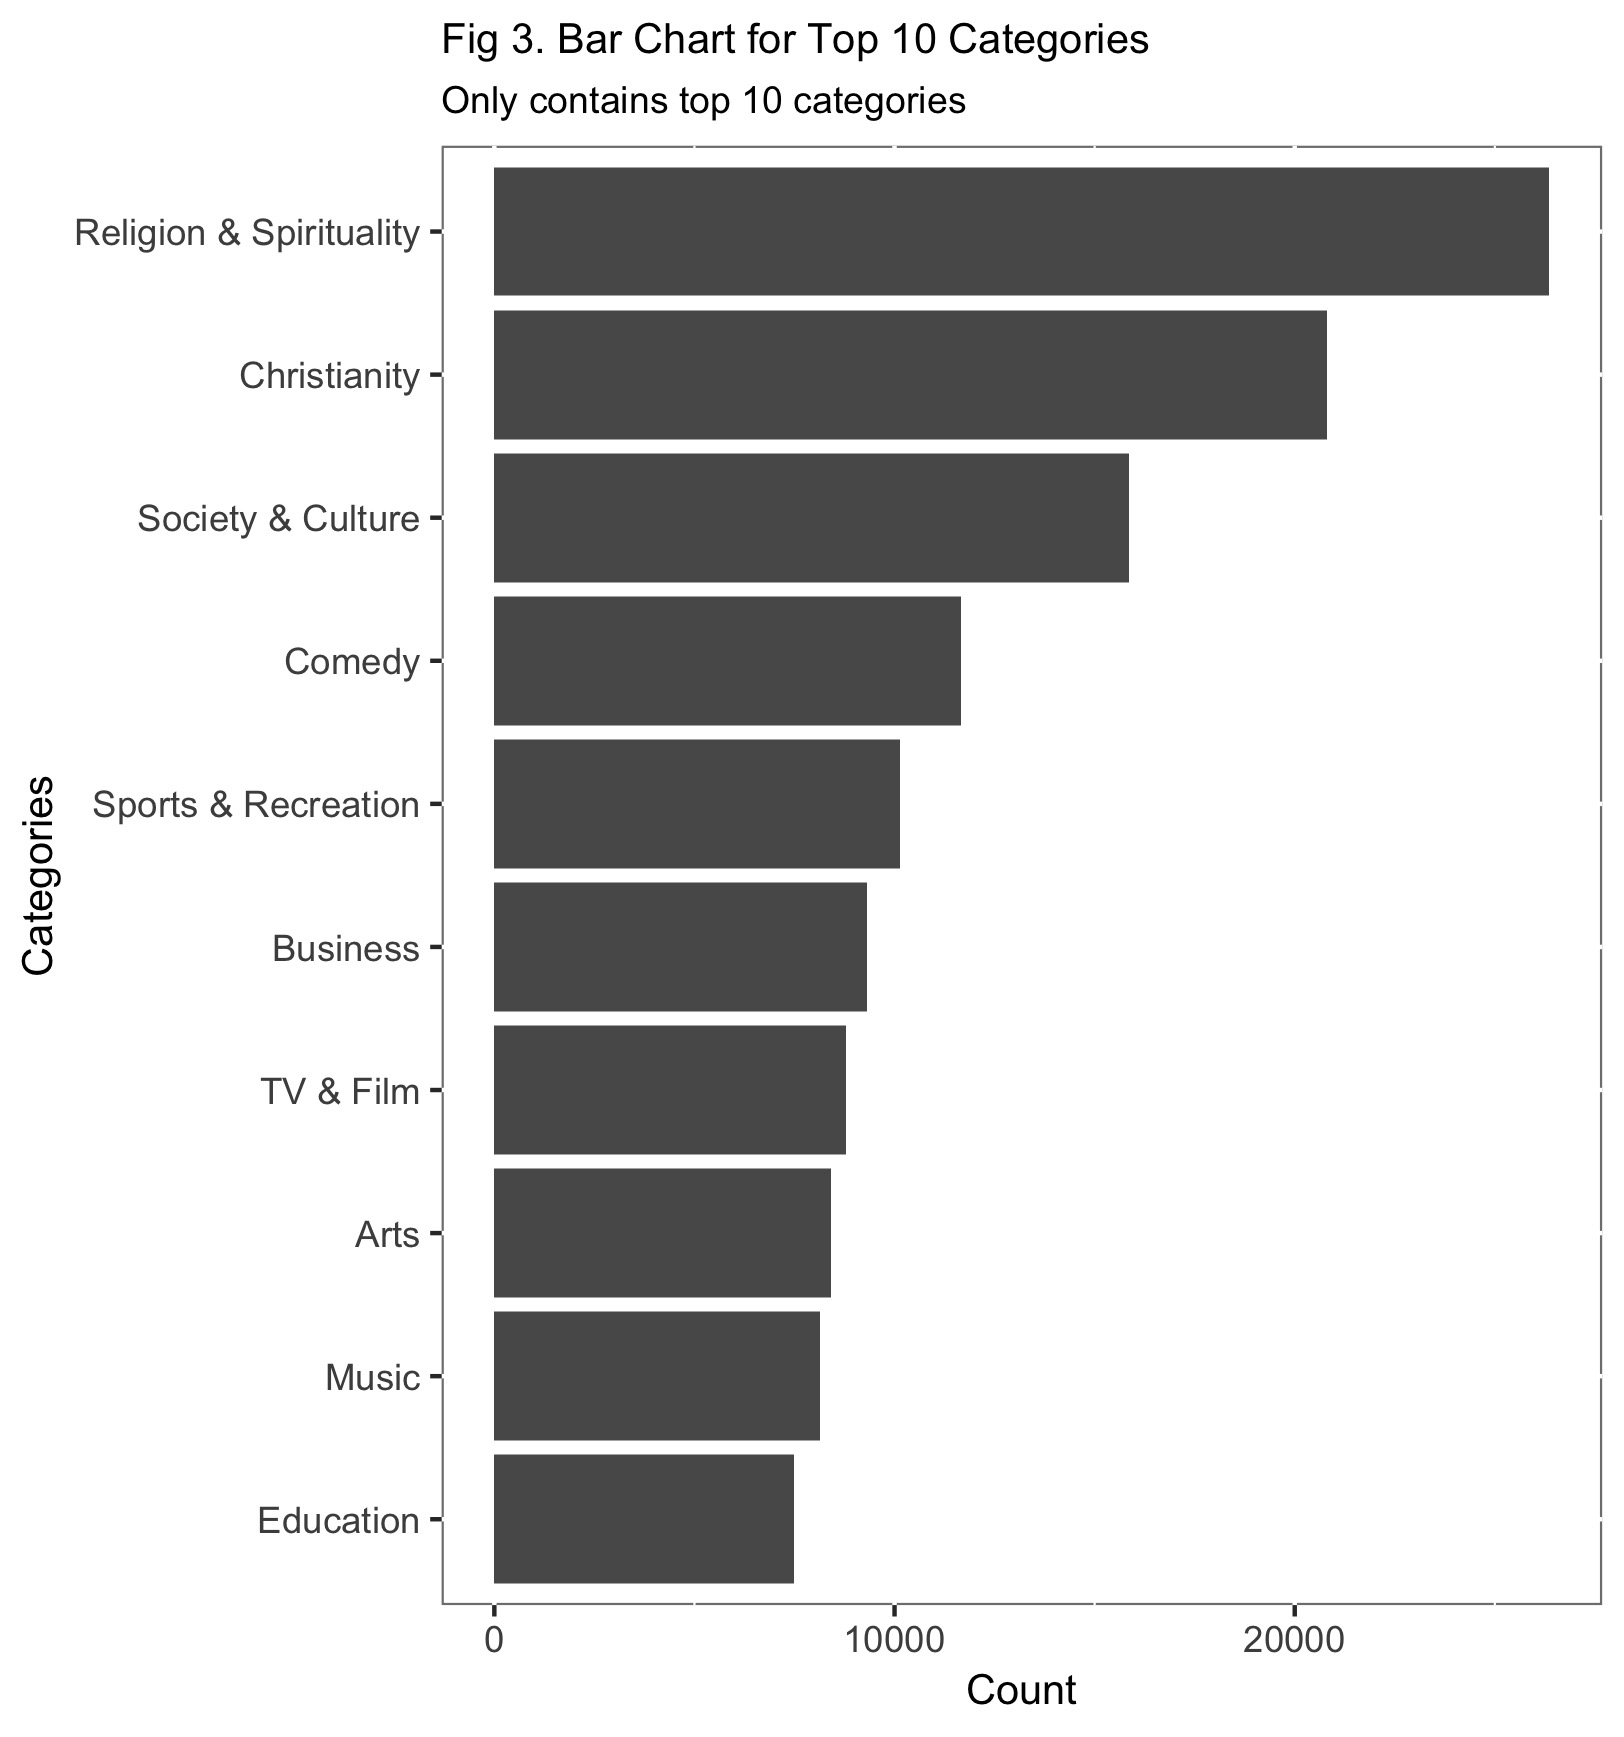 Fig 3. Bar Chart for Top 10 Categories
Only contains top 10 categories
Religion & Spirituality
Christianity
Society & Culture
Comedy
Sports & Recreation
Business
TV & Film
Arts
Music
Education
Categories
0 10000 20000
Count